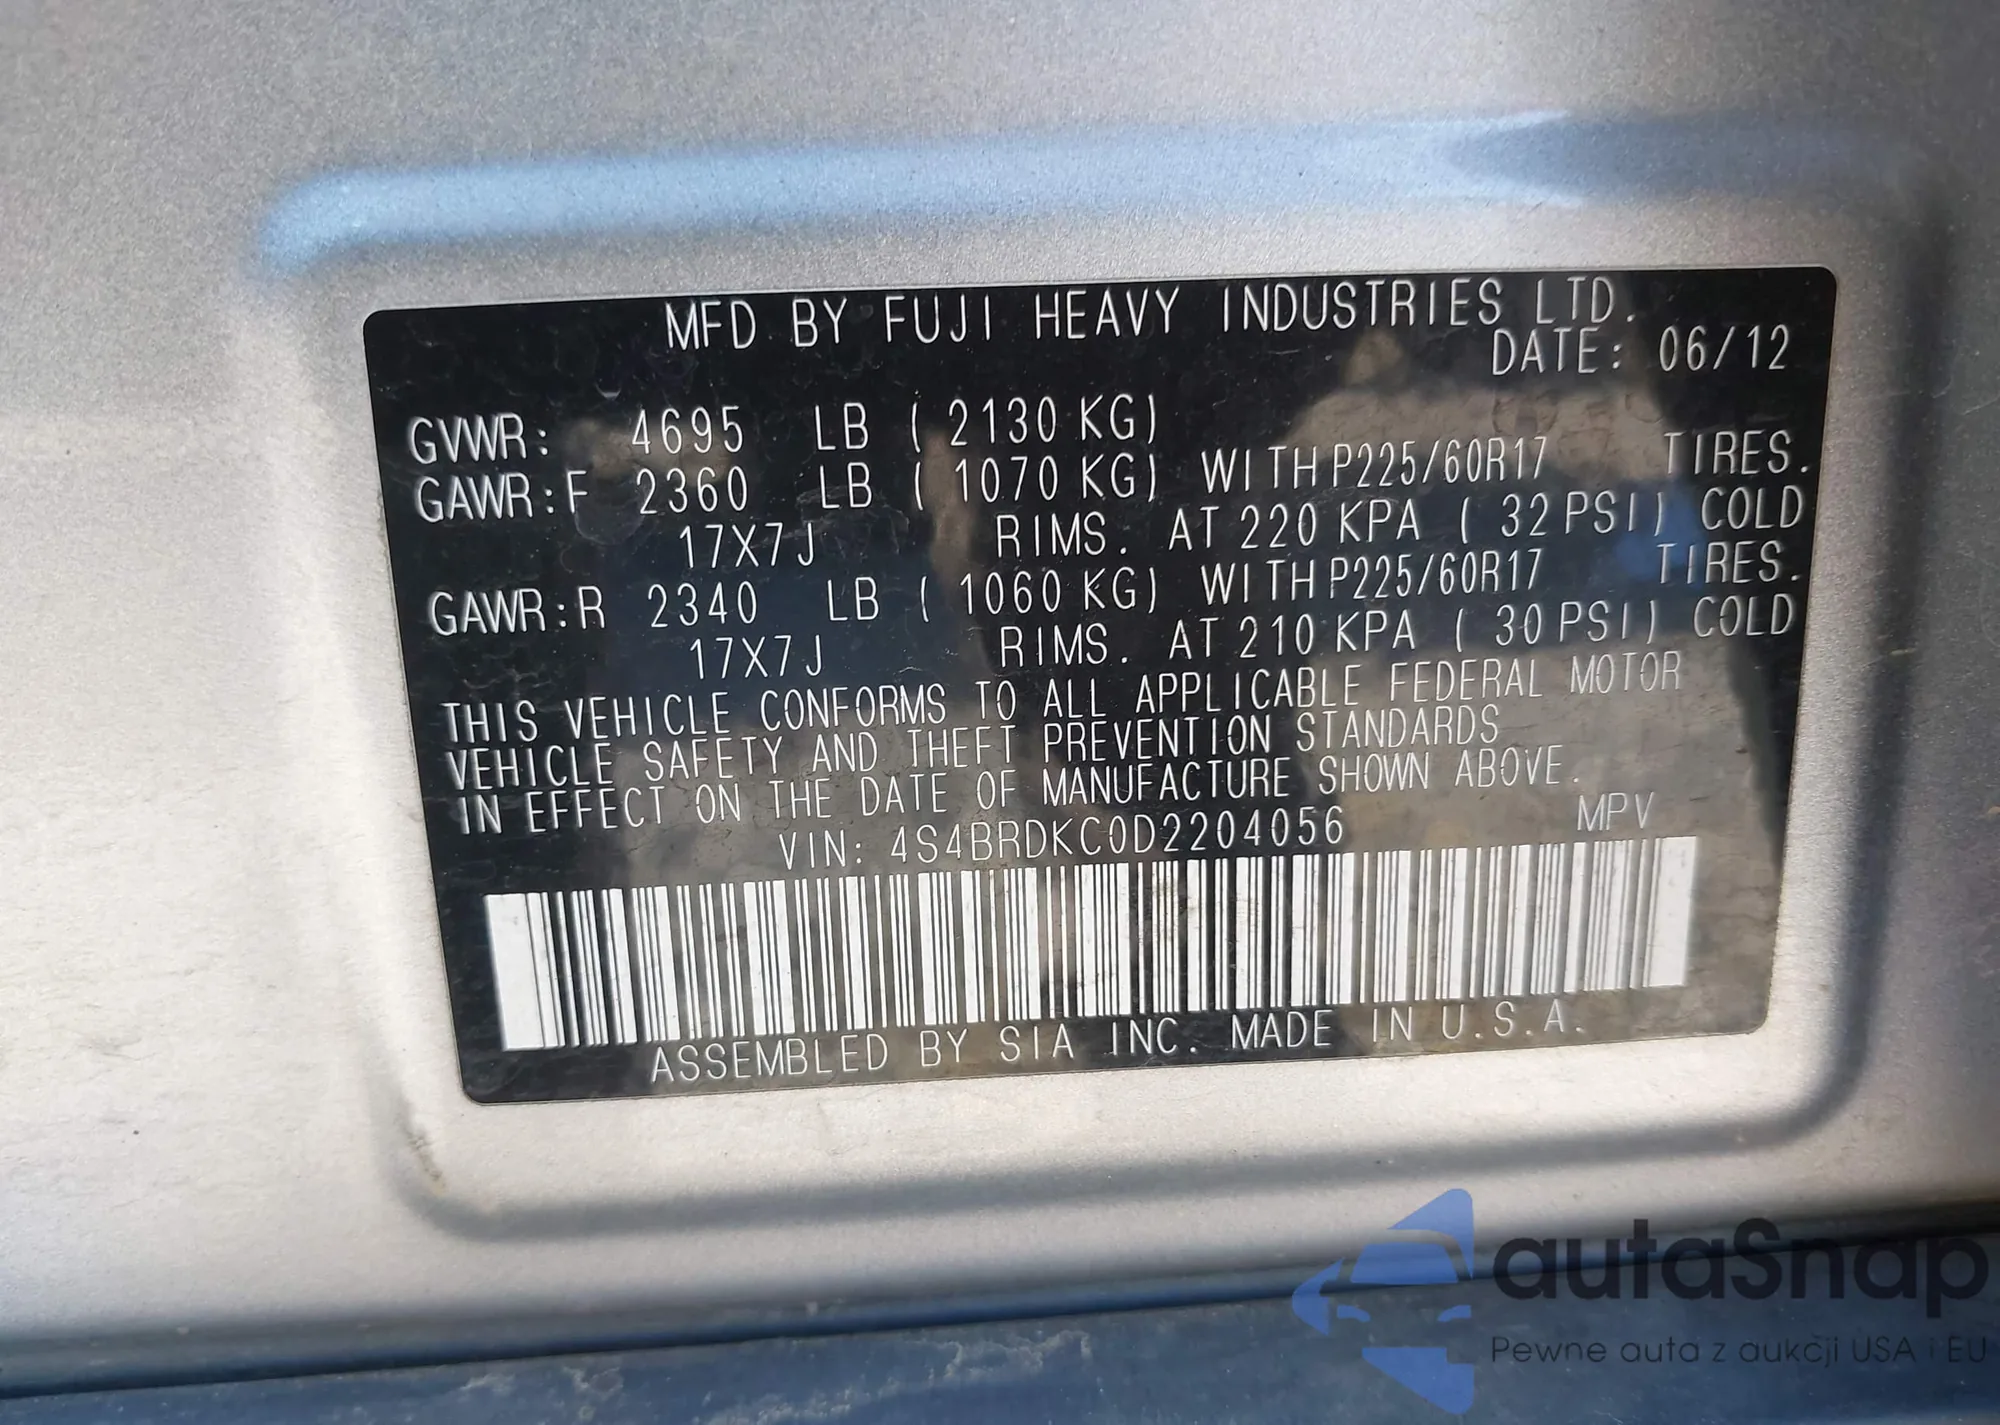 MFD BY FUJI HEAVY INDUSTRIES LTD.
DATE: 06/12
GVWR: 4695 LB ( 2130 KG)
GAWR:F 2360 LB ( 1070 KG) WITH P225/60R17 TIRES.
17X7J RIMS. AT 220 KPA ( 32 PSI) COLD
GAWR:R 2340 LB ( 1060 KG) WITH P225/60R17 TIRES.
17X7J RIMS. AT 210 KPA ( 30 PSI) COLD
THIS VEHICLE CONFORMS TO ALL APPLICABLE FEDERAL MOTOR
VEHICLE SAFETY AND THEFT PREVENTION STANDARDS
IN EFFECT ON THE DATE OF MANUFACTURE SHOWN ABOVE.
VIN: 4S4BRDKC0D2204056 MPV
ASSEMBLED BY SIA INC. MADE IN U.S.A.
autaSnap
Pewne auta z aukcji USA i EU